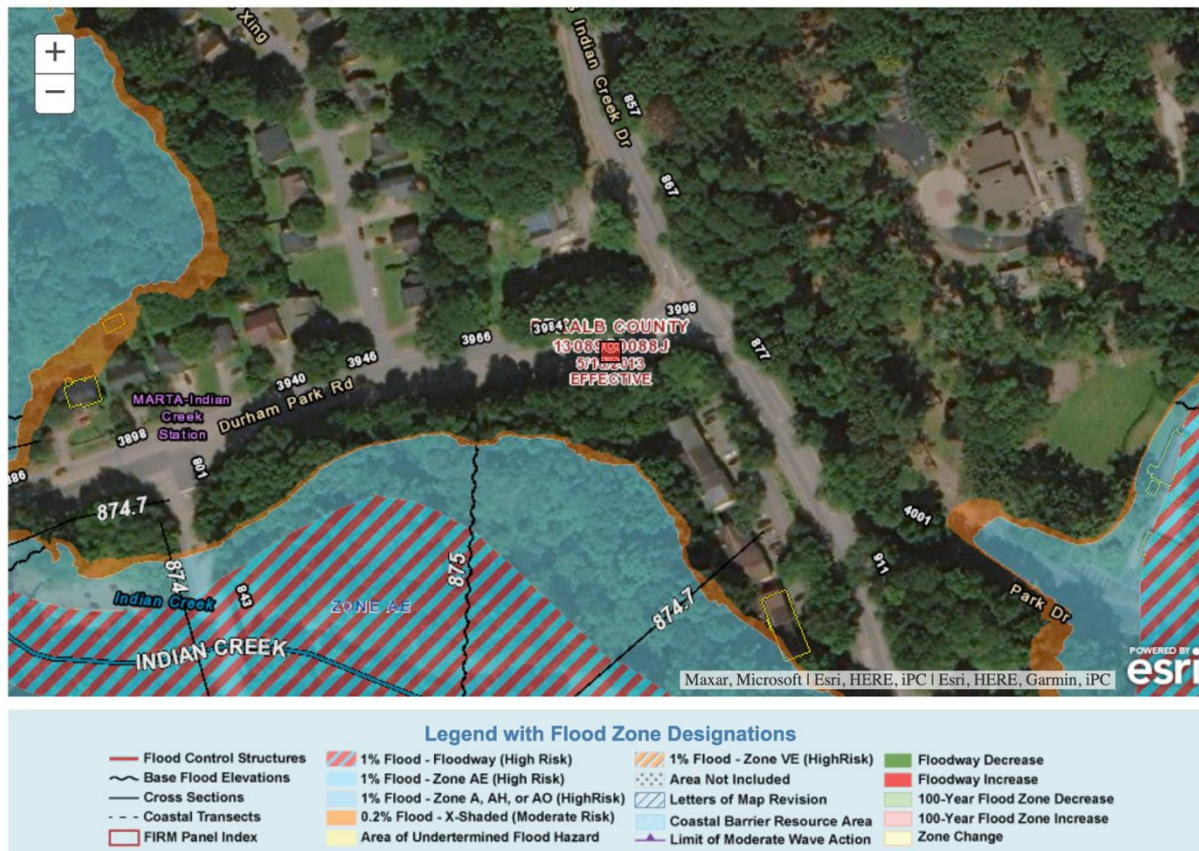 +
−
Xing
S Indian Creek Dr
857
867
3998
3984
3966
3946
3940
3898
Durham Park Rd
MARTA-Indian
Creek
Station
801
874.7
877
EFFECTIVE
875
874
843
Indian Creek
INDIAN CREEK
ZONE AE
874.7
4001
911
Park Dr
POWERED BY
esri
Maxar, Microsoft | Esri, HERE, iPC | Esri, HERE, Garmin, iPC
Legend with Flood Zone Designations
Flood Control Structures
Base Flood Elevations
Cross Sections
Coastal Transects
FIRM Panel Index
1% Flood - Floodway (High Risk)
1% Flood - Zone AE (High Risk)
1% Flood - Zone A, AH, or AO (HighRisk)
0.2% Flood - X-Shaded (Moderate Risk)
Area of Undertermined Flood Hazard
1% Flood - Zone VE (HighRisk)
Area Not Included
Letters of Map Revision
Coastal Barrier Resource Area
Limit of Moderate Wave Action
Floodway Decrease
Floodway Increase
100-Year Flood Zone Decrease
100-Year Flood Zone Increase
Zone Change